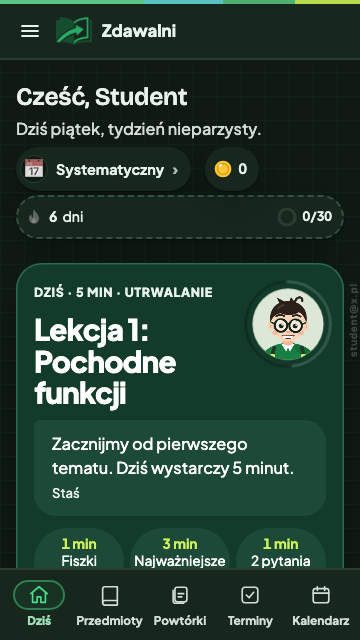 Zdawalni
Cześć, Student
Dziś piątek, tydzień nieparzysty.
17 Systematyczny › 0
6 dni 0/30
DZIŚ · 5 MIN · UTRWALANIE
Lekcja 1:
Pochodne
funkcji
student@x.pl
Zacznijmy od pierwszego
tematu. Dziś wystarczy 5 minut.
Staś
1 min 3 min 1 min
Fiszki Najważniejsze 2 pytania
Dziś Przedmioty Powtórki Terminy Kalendarz